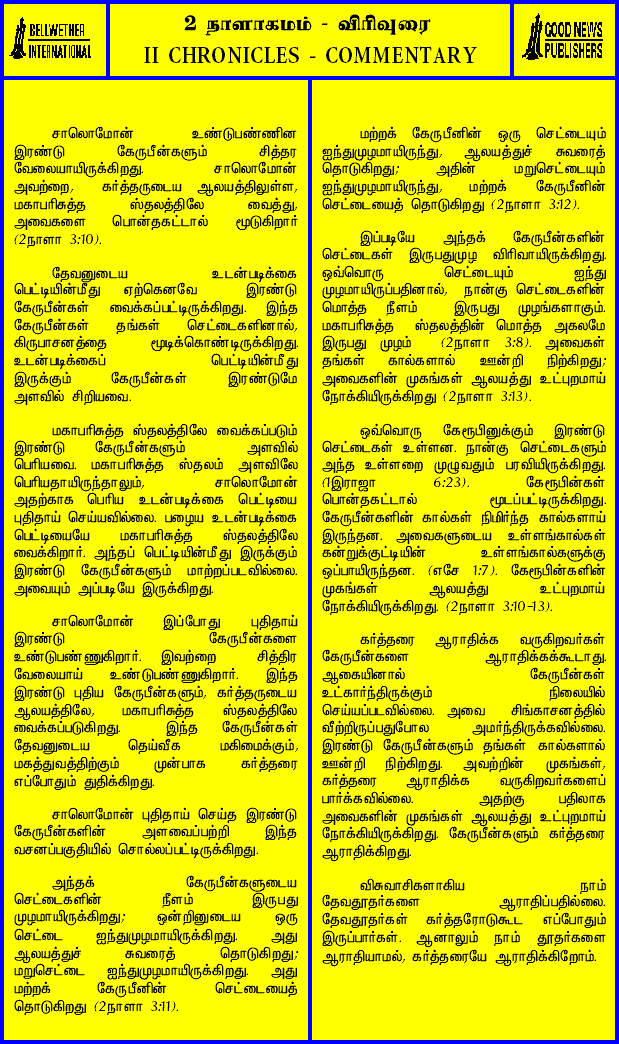 BELLWETHER
INTERNATIONAL
2 நாளாகமம் - விரிவுரை
II CHRONICLES - COMMENTARY
GOOD NEWS
PUBLISHERS
சாலொமோன் உண்டுபண்ணின
இரண்டு கேருபீன்களும் சித்தர
வேலையாயிருக்கிறது. சாலொமோன்
அவற்றை, கர்த்தருடைய ஆலயத்திலுள்ள,
மகாபரிசுத்த ஸ்தலத்திலே வைத்து,
அவைகளை பொன்தகட்டால் மூடுகிறார்
(2நாளா 3:10).
தேவனுடைய உடன்படிக்கை
பெட்டியின்மீது ஏற்கெனவே இரண்டு
கேருபீன்கள் வைக்கப்பட்டிருக்கிறது. இந்த
கேருபீன்கள் தங்கள் செட்டைகளினால்,
கிருபாசனத்தை மூடிக்கொண்டிருக்கிறது.
உடன்படிக்கைப் பெட்டியின்மீது
இருக்கும் கேருபீன்கள் இரண்டுமே
அளவில் சிறியவை.
மகாபரிசுத்த ஸ்தலத்திலே வைக்கப்படும்
இரண்டு கேருபீன்களும் அளவில்
பெரியவை. மகாபரிசுத்த ஸ்தலம் அளவிலே
பெரியதாயிருந்தாலும், சாலொமோன்
அதற்காக பெரிய உடன்படிக்கை பெட்டியை
புதிதாய் செய்யவில்லை. பழைய உடன்படிக்கை
பெட்டியையே மகாபரிசுத்த ஸ்தலத்திலே
வைக்கிறார். அந்தப் பெட்டியின்மீது இருக்கும்
இரண்டு கேருபீன்களும் மாற்றப்படவில்லை.
அவையும் அப்படியே இருக்கிறது.
சாலொமோன் இப்போது புதிதாய்
இரண்டு கேருபீன்களை
உண்டுபண்ணுகிறார். இவற்றை சித்திர
வேலையாய் உண்டுபண்ணுகிறார். இந்த
இரண்டு புதிய கேருபீன்களும், கர்த்தருடைய
ஆலயத்திலே, மகாபரிசுத்த ஸ்தலத்திலே
வைக்கப்படுகிறது. இந்த கேருபீன்கள்
தேவனுடைய தெய்வீக மகிமைக்கும்,
மகத்துவத்திற்கும் முன்பாக கர்த்தரை
எப்போதும் துதிக்கிறது.
சாலொமோன் புதிதாய் செய்த இரண்டு
கேருபீன்களின் அளவைப்பற்றி இந்த
வசனப்பகுதியில் சொல்லப்பட்டிருக்கிறது.
அந்தக் கேருபீன்களுடைய
செட்டைகளின் நீளம் இருபது
முழமாயிருக்கிறது; ஒன்றினுடைய ஒரு
செட்டை ஐந்துமுழமாயிருக்கிறது. அது
ஆலயத்துச் சுவரைத் தொடுகிறது;
மறுசெட்டை ஐந்துமுழமாயிருக்கிறது. அது
மற்றக் கேருபீனின் செட்டையைத்
தொடுகிறது (2நாளா 3:11).
மற்றக் கேருபீனின் ஒரு செட்டையும்
ஐந்துமுழமாயிருந்து, ஆலயத்துச் சுவரைத்
தொடுகிறது; அதின் மறுசெட்டையும்
ஐந்துமுழமாயிருந்து, மற்றக் கேருபீனின்
செட்டையைத் தொடுகிறது (2நாளா 3:12).
இப்படியே அந்தக் கேருபீன்களின்
செட்டைகள் இருபதுமுழ விரிவாயிருக்கிறது.
ஒவ்வொரு செட்டையும் ஐந்து
முழமாயிருப்பதினால், நான்கு செட்டைகளின்
மொத்த நீளம் இருபது முழங்களாகும்.
மகாபரிசுத்த ஸ்தலத்தின் மொத்த அகலமே
இருபது முழம் (2நாளா 3:8). அவைகள்
தங்கள் கால்களால் ஊன்றி நிற்கிறது;
அவைகளின் முகங்கள் ஆலயத்து உட்புறமாய்
நோக்கியிருக்கிறது (2நாளா 3:13).
ஒவ்வொரு கேரூபினுக்கும் இரண்டு
செட்டைகள் உள்ளன. நான்கு செட்டைகளும்
அந்த உள்ளறை முழுவதும் பரவியிருக்கிறது.
(1இராஜா 6:23). கேரூபின்கள்
பொன்தகட்டால் மூடப்பட்டிருக்கிறது.
கேருபீன்களின் கால்கள் நிமிர்ந்த கால்களாய்
இருந்தன. அவைகளுடைய உள்ளங்கால்கள்
கன்றுக்குட்டியின் உள்ளங்கால்களுக்கு
ஒப்பாயிருந்தன. (எசே 1:7). கேரூபின்களின்
முகங்கள் ஆலயத்து உட்புறமாய்
நோக்கியிருக்கிறது. (2நாளா 3:10-13).
கர்த்தரை ஆராதிக்க வருகிறவர்கள்
கேருபீன்களை ஆராதிக்கக்கூடாது.
ஆகையினால் கேருபீன்கள்
உட்கார்ந்திருக்கும் நிலையில்
செய்யப்படவில்லை. அவை சிங்காசனத்தில்
வீற்றிருப்பதுபோல அமர்ந்திருக்கவில்லை.
இரண்டு கேருபீன்களும் தங்கள் கால்களால்
ஊன்றி நிற்கிறது. அவற்றின் முகங்கள்,
கர்த்தரை ஆராதிக்க வருகிறவர்களைப்
பார்க்கவில்லை. அதற்கு பதிலாக
அவைகளின் முகங்கள் ஆலயத்து உட்புறமாய்
நோக்கியிருக்கிறது. கேருபீன்களும் கர்த்தரை
ஆராதிக்கிறது.
விசுவாசிகளாகிய நாம்
தேவதூதர்களை ஆராதிப்பதில்லை.
தேவதூதர்கள் கர்த்தரோடுகூட எப்போதும்
இருப்பார்கள். ஆனாலும் நாம் தூதர்களை
ஆராதியாமல், கர்த்தரையே ஆராதிக்கிறோம்.